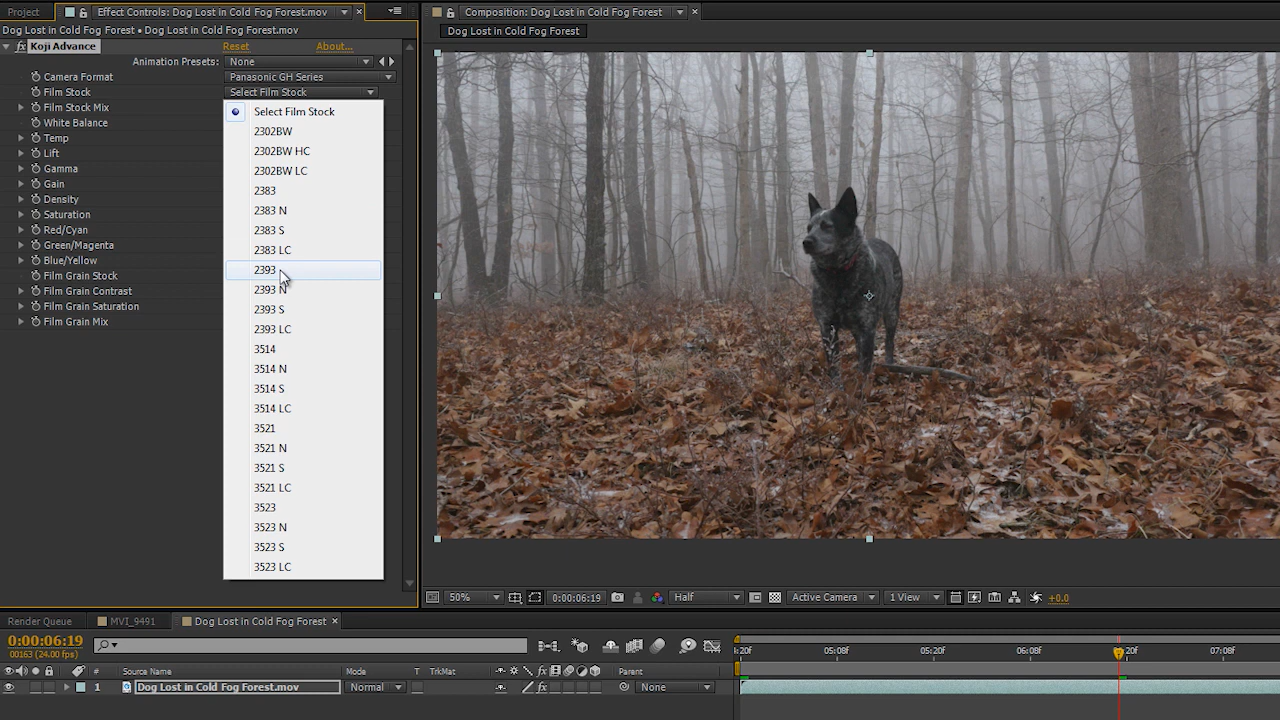 Project
Effect Controls: Dog Lost in Cold Fog Forest.mov
Dog Lost in Cold Fog Forest • Dog Lost in Cold Fog Forest.mov
fx Koji Advance
Reset
About...
Animation Presets:
None
Camera Format
Panasonic GH Series
Film Stock
Select Film Stock
Film Stock Mix
White Balance
Temp
Lift
Gamma
Gain
Density
Saturation
Red/Cyan
Green/Magenta
Blue/Yellow
Film Grain Stock
Film Grain Contrast
Film Grain Saturation
Film Grain Mix
Select Film Stock
2302BW
2302BW HC
2302BW LC
2383
2383 N
2383 S
2383 LC
2393
2393 N
2393 S
2393 LC
3514
3514 N
3514 S
3514 LC
3521
3521 N
3521 S
3521 LC
3523
3523 N
3523 S
3523 LC
Composition: Dog Lost in Cold Fog Forest
Dog Lost in Cold Fog Forest
50%
0:00:06:19
Half
Active Camera
1 View
+0.0
Render Queue
MVI_9491
Dog Lost in Cold Fog Forest
0:00:06:19
00163 (24.00 fps)
:20f
05:08f
05:20f
06:08f
20f
07:08f
#
Source Name
Mode
T
TrkMat
fx
Parent
1
Dog Lost in Cold Fog Forest.mov
Normal
fx
None